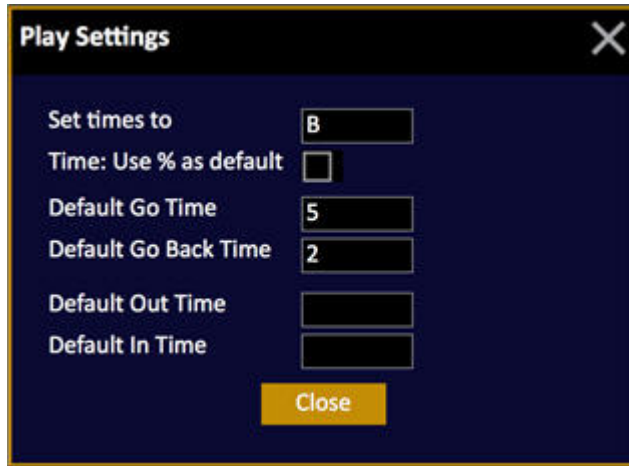 Play Settings
Set times to B
Time: Use % as default
Default Go Time 5
Default Go Back Time 2
Default Out Time
Default In Time
Close